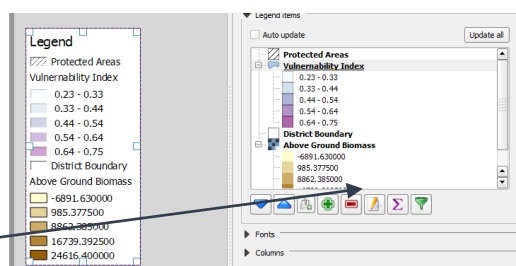 Legend
Protected Areas
Vulnernability Index
0.23 - 0.33
0.33 - 0.44
0.44 - 0.54
0.54 - 0.64
0.64 - 0.75
District Boundary
Above Ground Biomass
-6891.630000
985.377500
8862.385000
16739.392500
24616.400000
Legend items
Auto update
Update all
Protected Areas
Vulnernability Index
0.23 - 0.33
0.33 - 0.44
0.44 - 0.54
0.54 - 0.64
0.64 - 0.75
District Boundary
Above Ground Biomass
-6891.630000
985.377500
8862.385000
Σ
Fonts
Columns